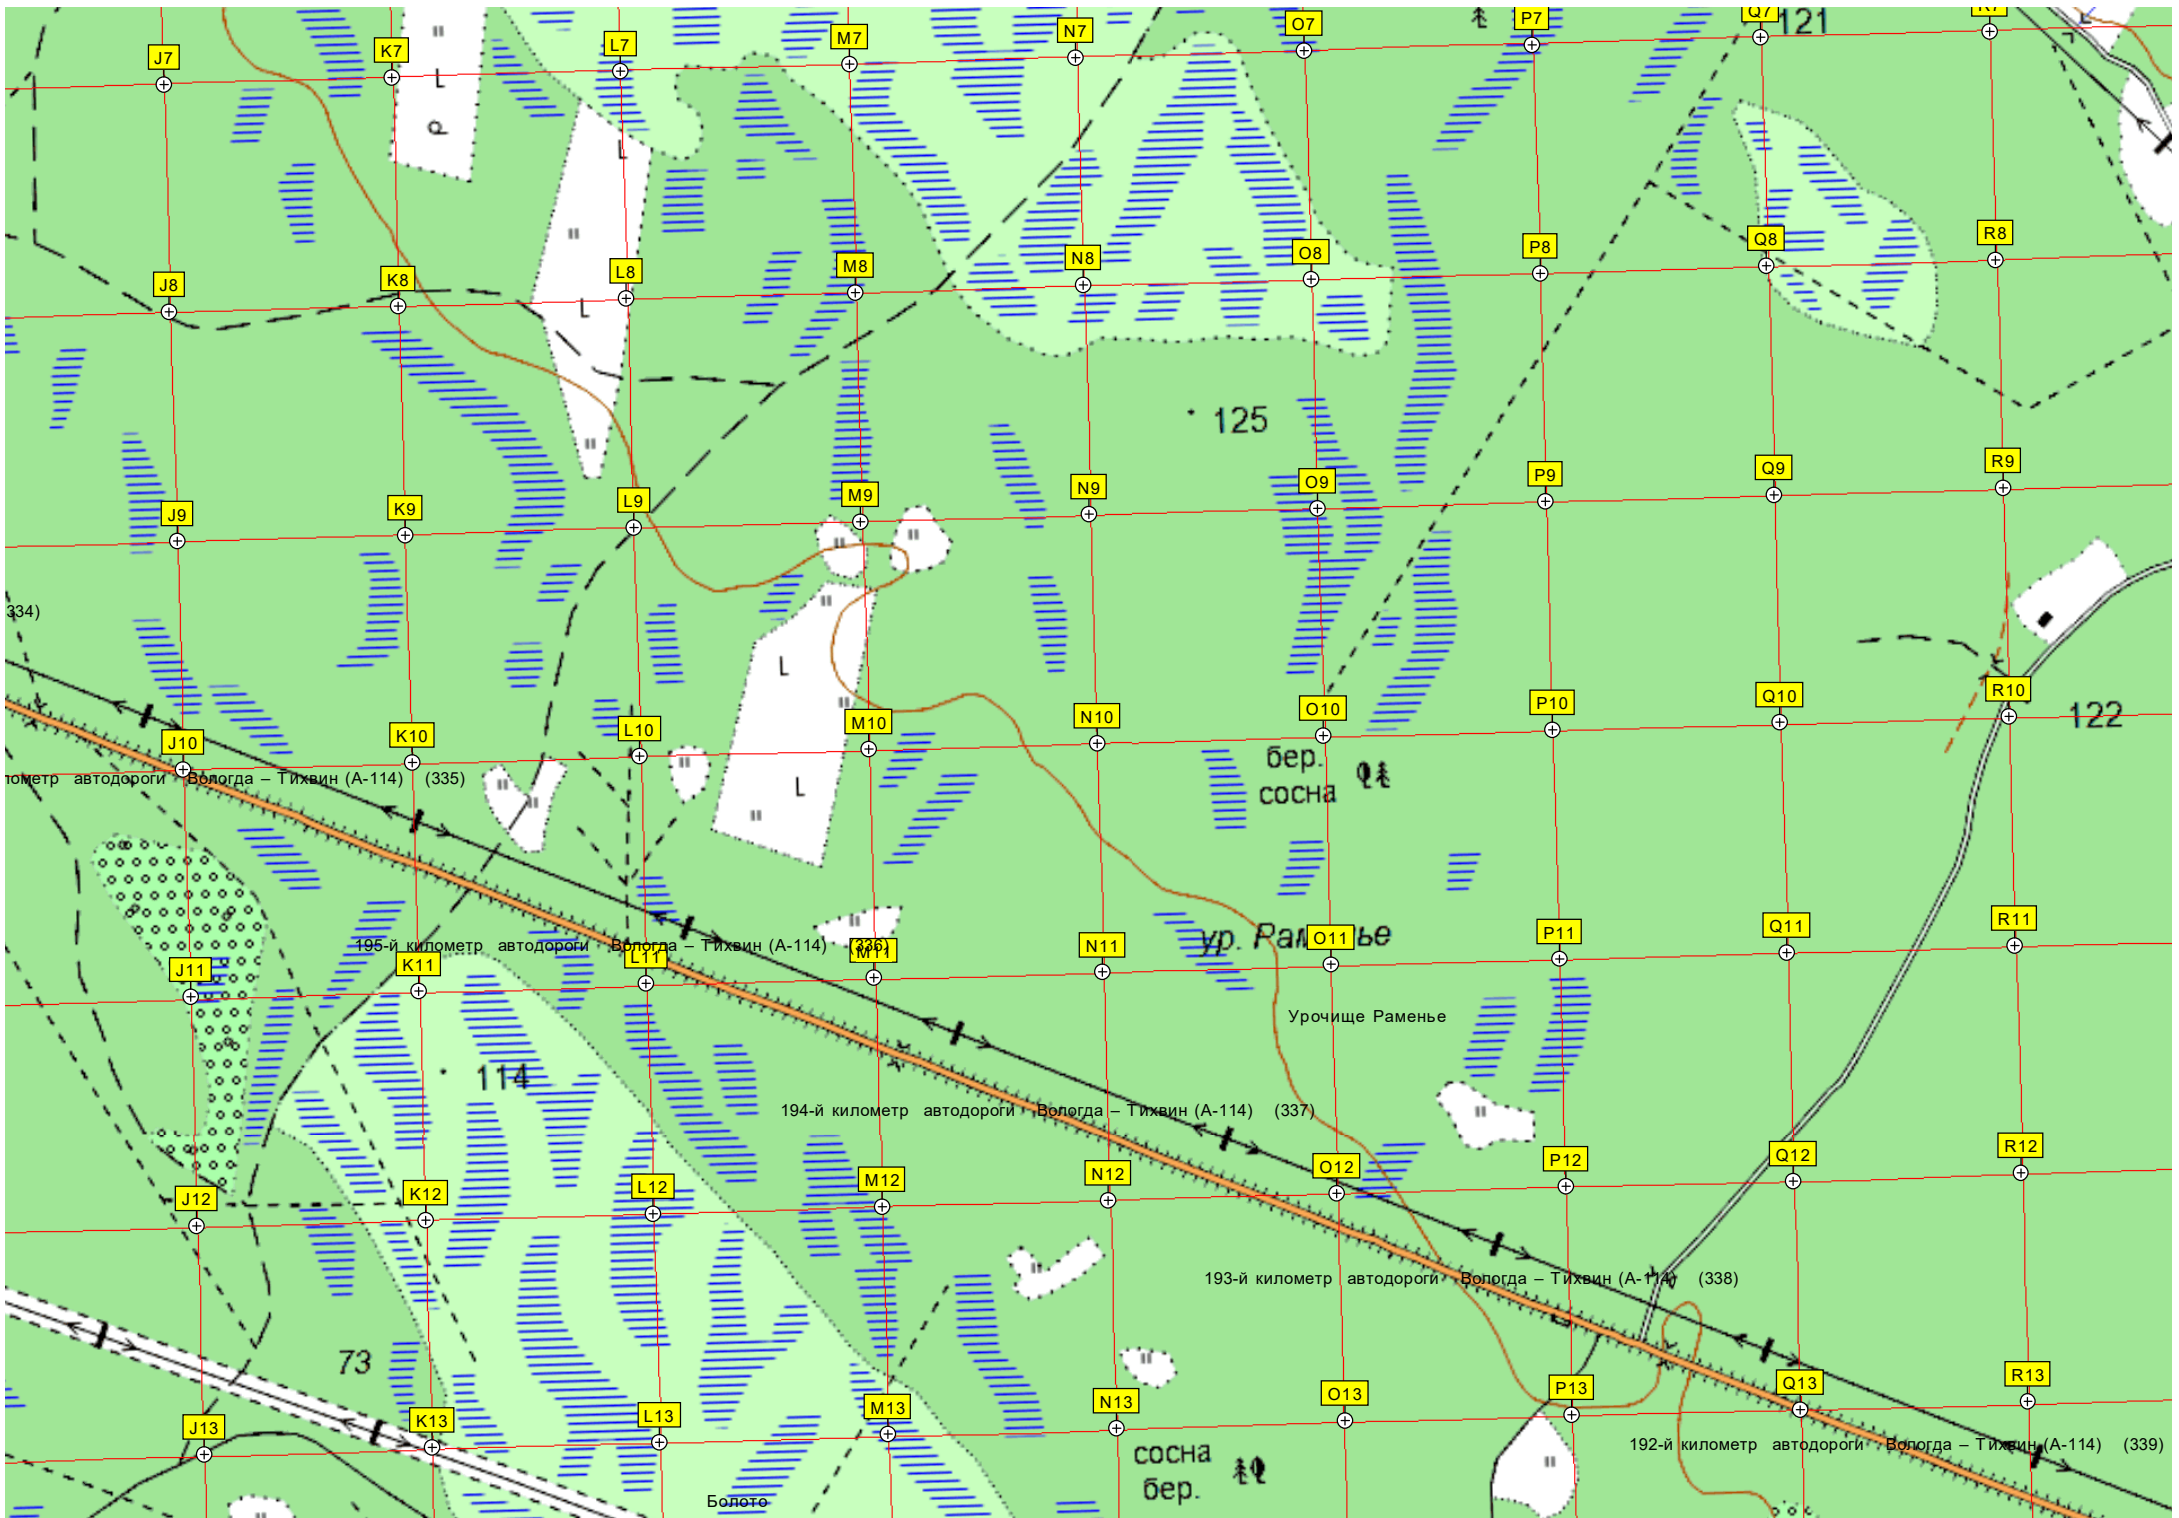 Q7
121
R7
P7
O7
N7
M7
L7
K7
J7
L
L
R8
Q8
P8
O8
N8
M8
L8
K8
J8
L
125
R9
Q9
P9
O9
N9
M9
L9
K9
J9
334)
L
R10
122
Q10
P10
O10
N10
M10
L10
K10
J10
бер.
сосна
лометр автодороги Вологда – Тихвин (А-114) (335)
L
R11
Q11
P11
O11
ур. Рам ье
N11
195-й километр автодороги Вологда – Тихвин (А-114) (336)
M11
L11
K11
J11
Урочище Раменье
114
194-й километр автодороги Вологда – Тихвин (А-114) (337)
R12
Q12
P12
O12
N12
M12
L12
K12
J12
193-й километр автодороги Вологда – Тихвин (А-114) (338)
73
R13
Q13
P13
O13
N13
M13
L13
K13
J13
192-й километр автодороги Вологда – Тихвин (А-114) (339)
сосна
бер.
Болото